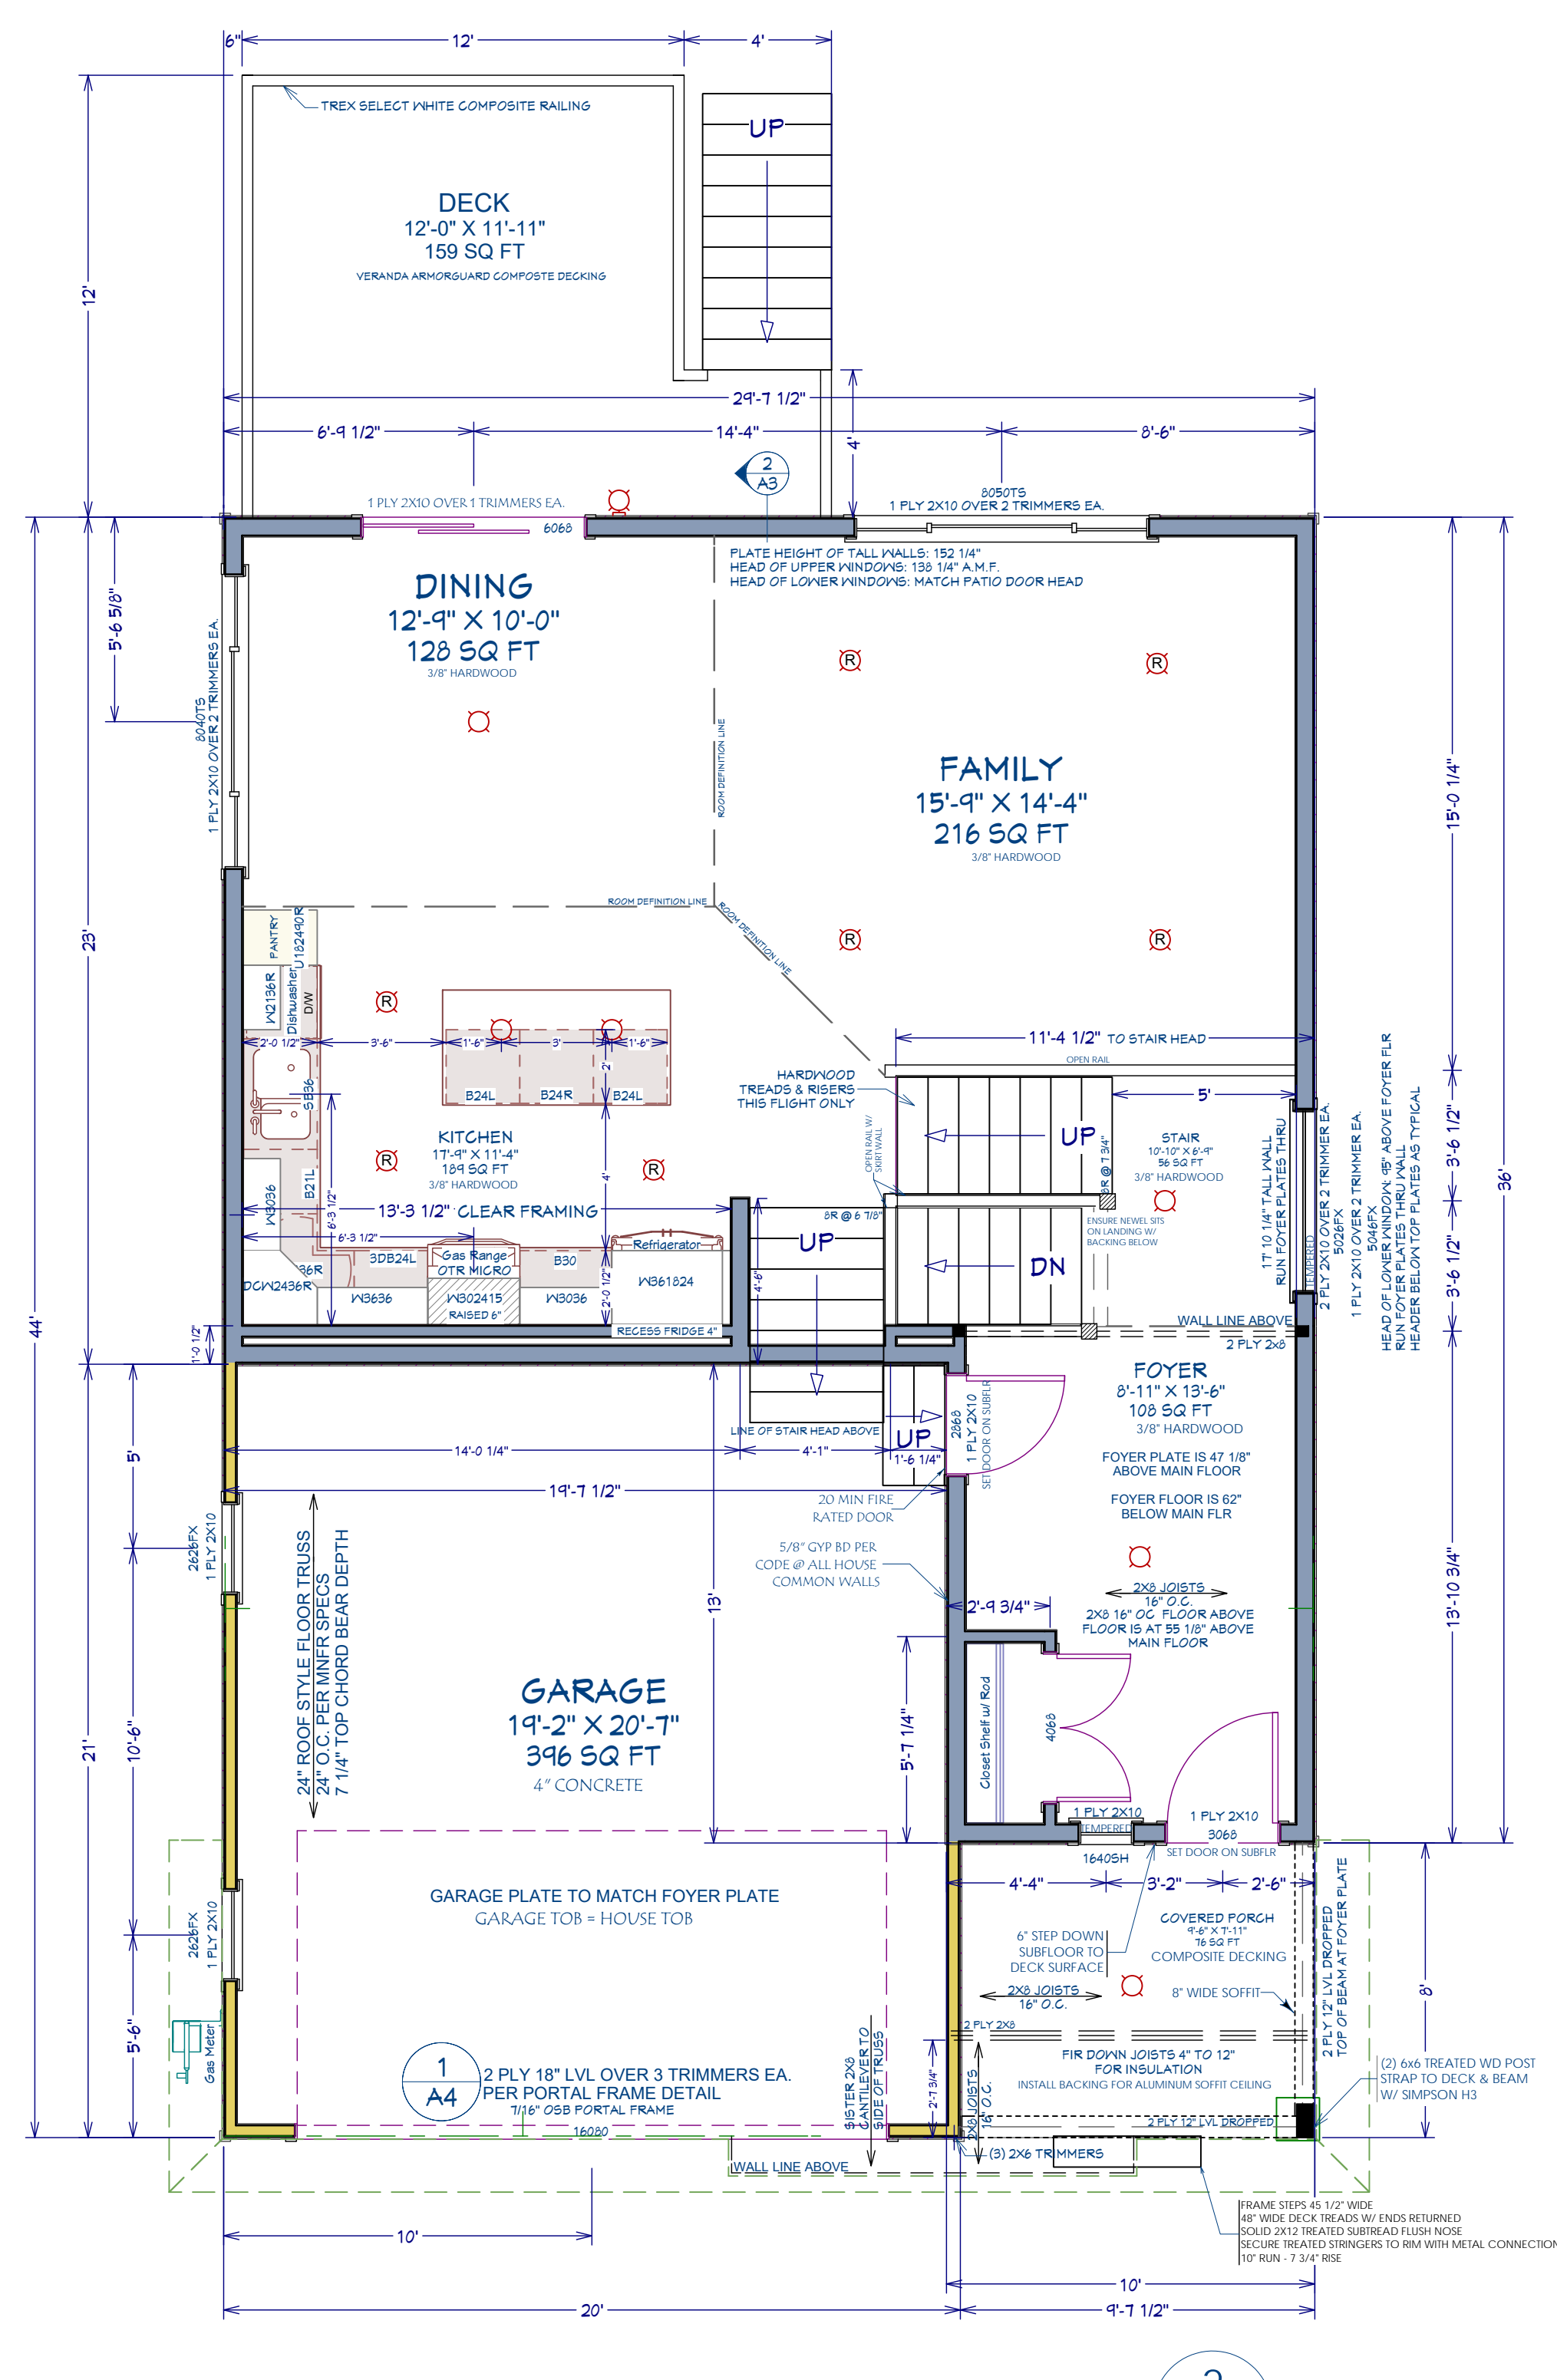 6"
12'
4'
TREX SELECT WHITE COMPOSITE RAILING
UP
DECK
12'-0" X 11'-11"
159 SQ FT
VERANDA ARMORGUARD COMPOSTE DECKING
12'
29'-7 1/2"
6'-9 1/2"
14'-4"
8'-6"
4'
2
A3
1 PLY 2X10 OVER 1 TRIMMERS EA.
6068
8050TS
1 PLY 2X10 OVER 2 TRIMMERS EA.
PLATE HEIGHT OF TALL WALLS: 152 1/4"
HEAD OF UPPER WINDOWS: 138 1/4" A.M.F.
HEAD OF LOWER WINDOWS: MATCH PATIO DOOR HEAD
DINING
12'-9" X 10'-0"
128 SQ FT
3/8" HARDWOOD
5'-6 5/8"
8040TS
1 PLY 2X10 OVER 2 TRIMMERS EA.
R
R
ROOM DEFINITION LINE
FAMILY
15'-9" X 14'-4"
216 SQ FT
3/8" HARDWOOD
15'-0 1/4"
23'
44'
36'
ROOM DEFINITION LINE
ROOM DEFINITION LINE
R
R
PANTRY
U182490R
W2136R
Dishwasher
D/W
R
2'-0 1/2"
3'-6"
1'-6"
3'
1'-6"
2'
11'-4 1/2" TO STAIR HEAD
OPEN RAIL
HARDWOOD
TREADS & RISERS
THIS FLIGHT ONLY
5'
SB36
B24L
B24R
B24L
OPEN RAIL W/
SKIRT WALL
UP
8R @ 7 3/4"
STAIR
10'-10" X 6'-9"
56 SQ FT
3/8" HARDWOOD
KITCHEN
17'-9" X 11'-4"
189 SQ FT
3/8" HARDWOOD
R
R
4'
B21L
W3036
6'-3 1/2"
13'-3 1/2" CLEAR FRAMING
6'-3 1/2"
8R @ 6 7/8"
UP
ENSURE NEWEL SITS
ON LANDING W/
BACKING BELOW
DN
17' 10 1/4" TALL WALL
RUN FOYER PLATES THRU
TEMPERED
2 PLY 2X10 OVER 2 TRIMMER EA.
5026FX
1 PLY 2X10 OVER 2 TRIMMER EA.
5046FX
HEAD OF LOWER WINDOW: 95" ABOVE FOYER FLR
RUN FOYER PLATES THRU WALL
HEADER BELOW TOP PLATES AS TYPICAL
3'-6 1/2"
3'-6 1/2"
3DB24L
Gas Range
OTR MICRO
B30
Refrigerator
36R
DCW2436R
W3636
W302415
RAISED 6"
W3036
2'-0 1/2"
W361824
4'-6"
RECESS FRIDGE 4"
1'-0 1/2"
WALL LINE ABOVE
2 PLY 2x8
FOYER
8'-11" X 13'-6"
108 SQ FT
3/8" HARDWOOD
FOYER PLATE IS 47 1/8"
ABOVE MAIN FLOOR
FOYER FLOOR IS 62"
BELOW MAIN FLR
LINE OF STAIR HEAD ABOVE
UP
2868
1 PLY 2X10
SET DOOR ON SUBFLR
14'-0 1/4"
4'-1"
1'-6 1/4"
5'
19'-7 1/2"
20 MIN FIRE
RATED DOOR
5/8" GYP BD PER
CODE @ ALL HOUSE
COMMON WALLS
2626FX
1 PLY 2X10
24" ROOF STYLE FLOOR TRUSS
24" O.C. PER MNFR SPECS
7 1/4" TOP CHORD BEAR DEPTH
13'
2X8 JOISTS
16" O.C.
2X8 16" OC FLOOR ABOVE
FLOOR IS AT 55 1/8" ABOVE
MAIN FLOOR
2'-9 3/4"
13'-10 3/4"
GARAGE
19'-2" X 20'-7"
396 SQ FT
4" CONCRETE
21'
10'-6"
5'-7 1/4"
Closet Shelf w/ Rod
4068
1 PLY 2X10
TEMPERED
1640SH
1 PLY 2X10
3068
SET DOOR ON SUBFLR
4'-4"
3'-2"
2'-6"
GARAGE PLATE TO MATCH FOYER PLATE
GARAGE TOB = HOUSE TOB
2626FX
1 PLY 2X10
6" STEP DOWN
SUBFLOOR TO
DECK SURFACE
COVERED PORCH
9'-6" X 7'-11"
76 SQ FT
COMPOSITE DECKING
8" WIDE SOFFIT
2X8 JOISTS
16" O.C.
2 PLY 12" LVL DROPPED
TOP OF BEAM AT FOYER PLATE
8'
5'-6"
Gas Meter
1
A4
2 PLY 18" LVL OVER 3 TRIMMERS EA.
PER PORTAL FRAME DETAIL
7/16" OSB PORTAL FRAME
16080
SISTER 2X8
CANTILEVER TO
SIDE OF TRUSS
2 PLY 2X8
2'-7 3/4"
2X8 JOISTS
16" O.C.
FIR DOWN JOISTS 4" TO 12"
FOR INSULATION
INSTALL BACKING FOR ALUMINUM SOFFIT CEILING
2 PLY 12" LVL DROPPED
(2) 6x6 TREATED WD POST
STRAP TO DECK & BEAM
W/ SIMPSON H3
(3) 2X6 TRIMMERS
WALL LINE ABOVE
FRAME STEPS 45 1/2" WIDE
48" WIDE DECK TREADS W/ ENDS RETURNED
SOLID 2X12 TREATED SUBTREAD FLUSH NOSE
SECURE TREATED STRINGERS TO RIM WITH METAL CONNECTION
10" RUN - 7 3/4" RISE
10'
10'
20'
9'-7 1/2"